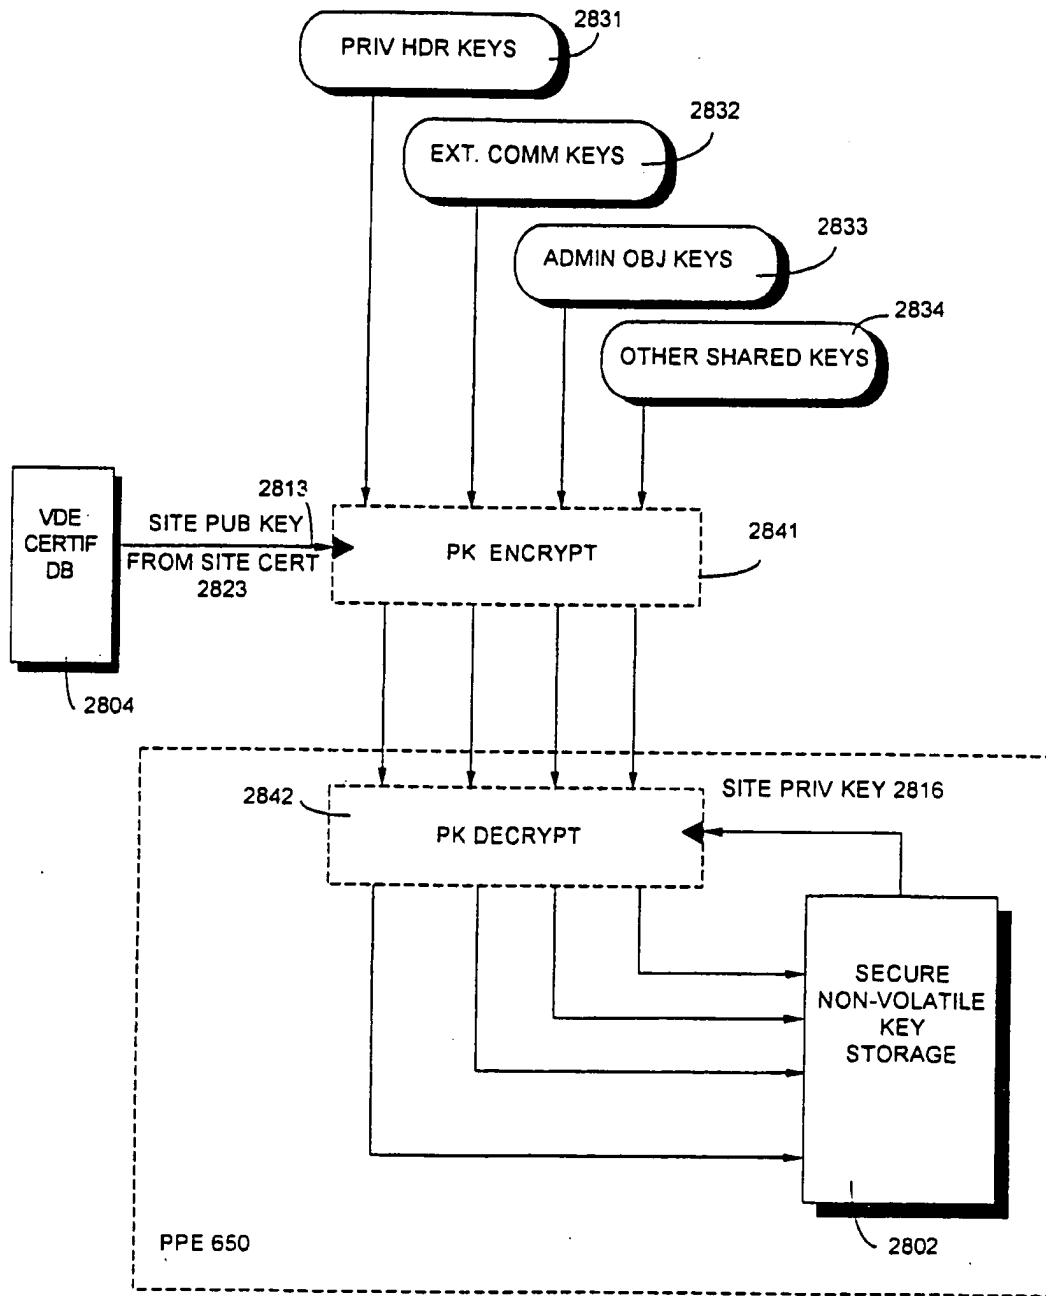 2831
PRIV HDR KEYS
2832
EXT. COMM KEYS
2833
ADMIN OBJ KEYS
2834
OTHER SHARED KEYS
2813
VDE
CERTIF
DB
SITE PUB KEY
FROM SITE CERT
2823
PK ENCRYPT
2841
2804
2842
SITE PRIV KEY 2816
PK DECRYPT
SECURE
NON-VOLATILE
KEY
STORAGE
PPE 650
2802